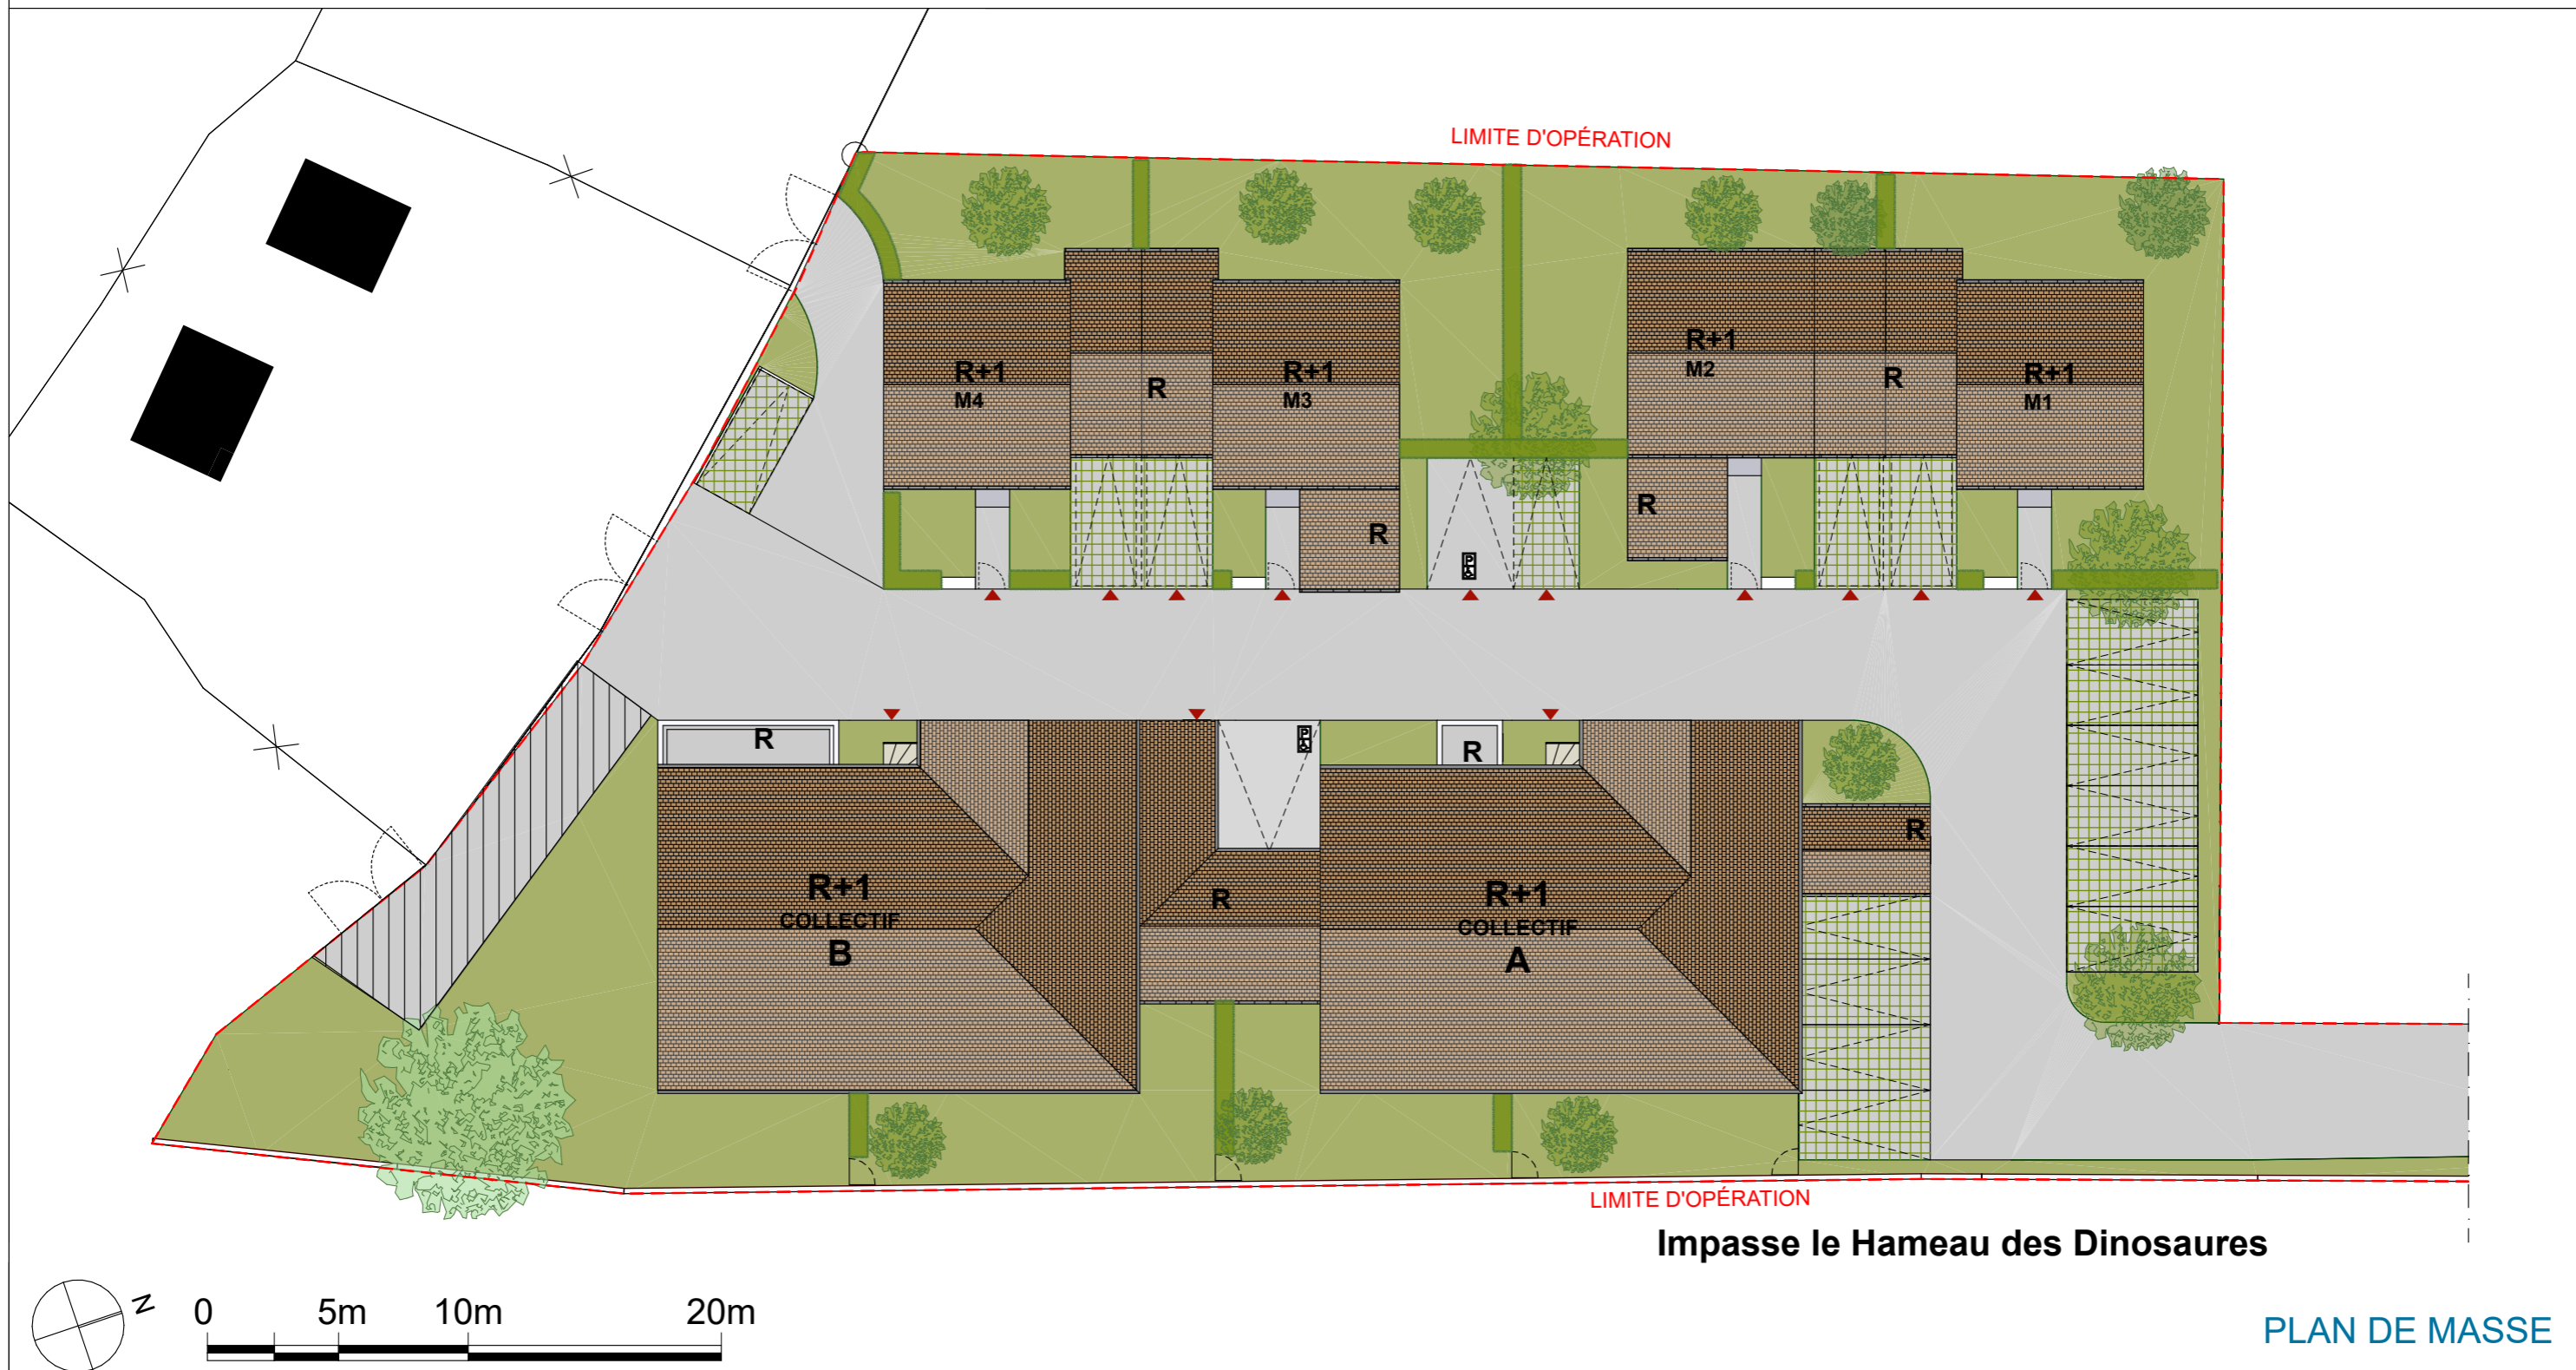 LIMITE D'OPÉRATION
R+1
M4
R
R+1
M3
R
R+1
M2
R
R
R+1
M1
R
R
R+1
COLLECTIF
B
R
R+1
COLLECTIF
A
R
LIMITE D'OPÉRATION
Impasse le Hameau des Dinosaures
N
0 5m 10m 20m
PLAN DE MASSE